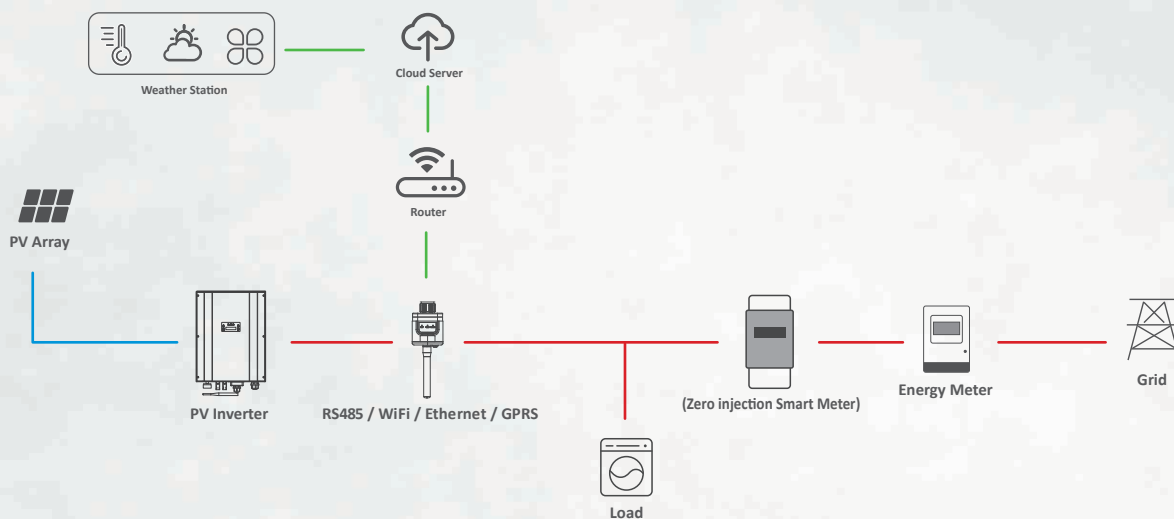 Weather Station
Cloud Server
Router
PV Array
PV Inverter
RS485 / WiFi / Ethernet / GPRS
(Zero injection Smart Meter)
Energy Meter
Grid
Load